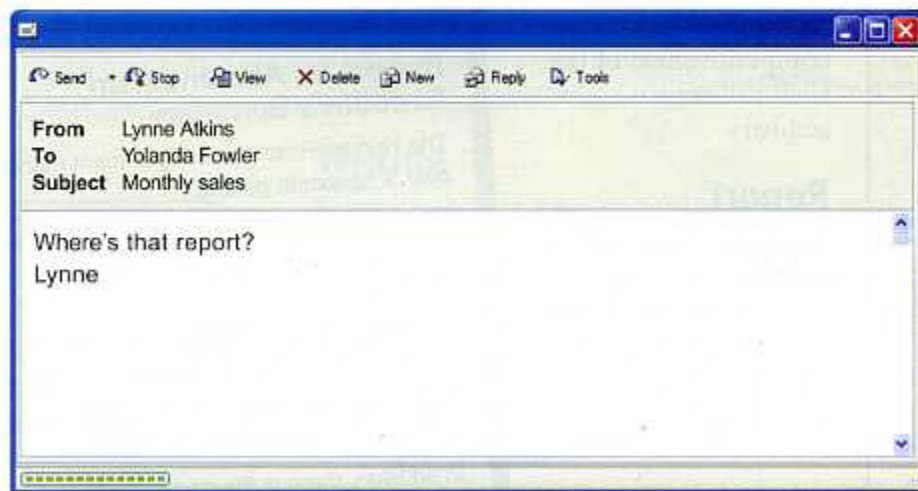 Send Stop View Delete New Reply Tools
From Lynne Atkins
To Yolanda Fowler
Subject Monthly sales
Where's that report?
Lynne